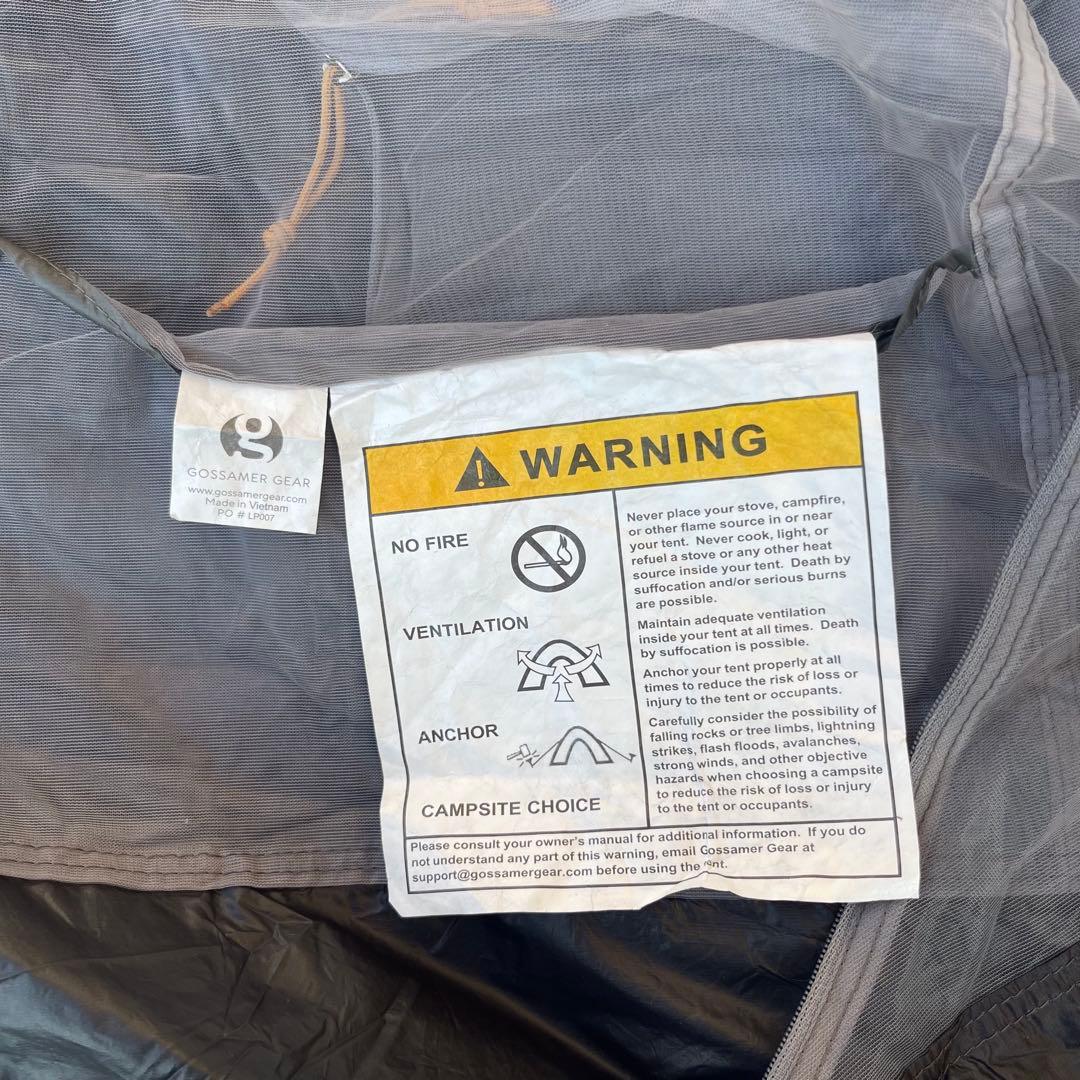 g
GOSSAMER GEAR
www.gossamergear.com
Made in Vietnam
PO # LP007
WARNING
NO FIRE
Never place your stove, campfire,
or other flame source in or near
your tent. Never cook, light, or
refuel a stove or any other heat
source inside your tent. Death by
suffocation and/or serious burns
are possible.
VENTILATION
Maintain adequate ventilation
inside your tent at all times. Death
by suffocation is possible.
ANCHOR
Anchor your tent properly at all
times to reduce the risk of loss or
injury to the tent or occupants.
CAMPSITE CHOICE
Carefully consider the possibility of
falling rocks or tree limbs, lightning
strikes, flash floods, avalanches,
strong winds, and other objective
hazards when choosing a campsite
to reduce the risk of loss or injury
to the tent or occupants.
Please consult your owner's manual for additional information. If you do
not understand any part of this warning, email Gossamer Gear at
support@gossamergear.com before using the tent.